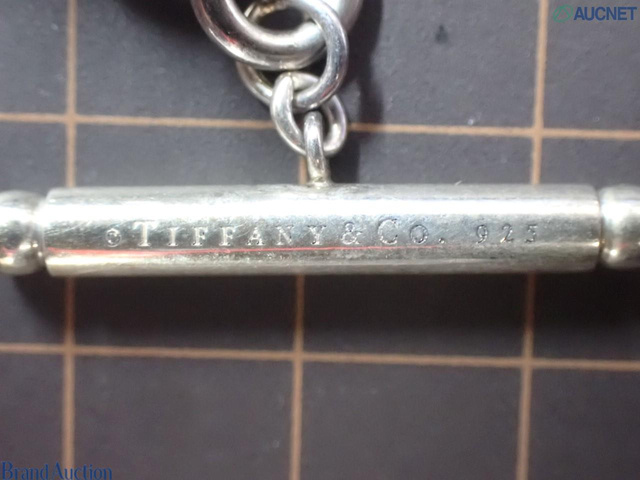 AUCNET
© TIFFANY & CO. 925
Brand Auction